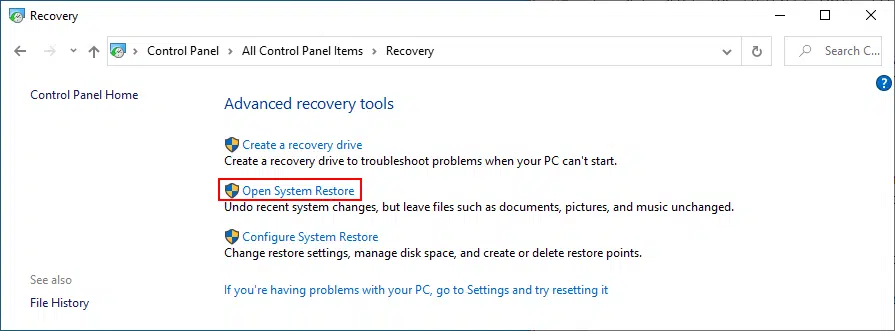 Recovery
Control Panel > All Control Panel Items > Recovery
Search C...
Control Panel Home
Advanced recovery tools
Create a recovery drive
Create a recovery drive to troubleshoot problems when your PC can't start.
Open System Restore
Undo recent system changes, but leave files such as documents, pictures, and music unchanged.
Configure System Restore
Change restore settings, manage disk space, and create or delete restore points.
If you're having problems with your PC, go to Settings and try resetting it
See also
File History